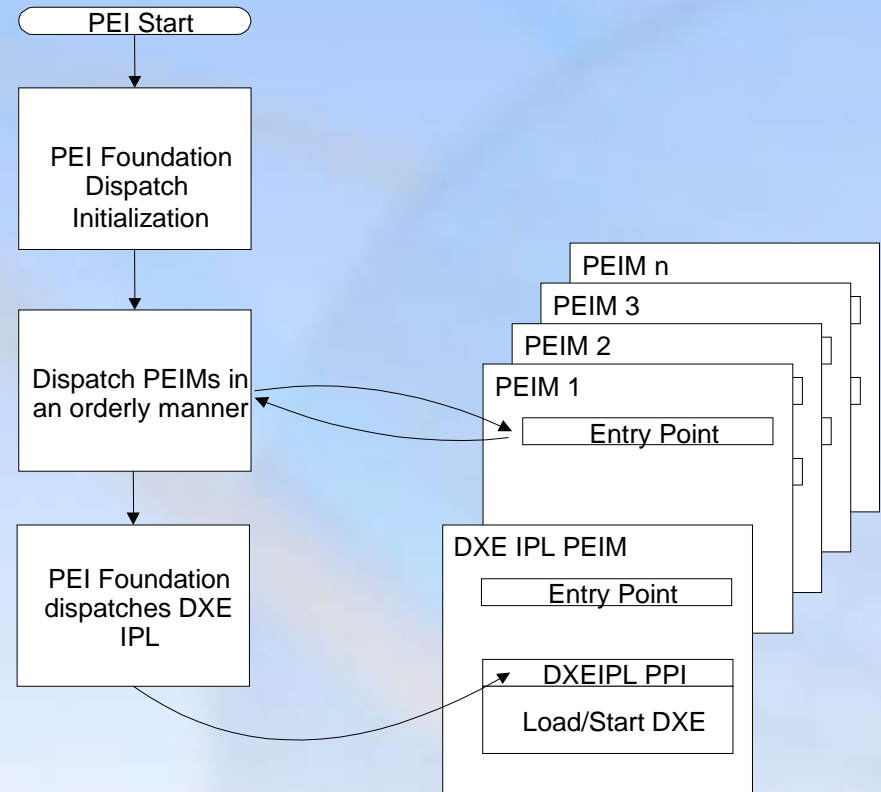 PEI Start
PEI Foundation
Dispatch
Initialization
Dispatch PEIMs in
an orderly manner
PEI Foundation
dispatches DXE
IPL
PEIM n
PEIM 3
PEIM 2
PEIM 1
Entry Point
DXE IPL PEIM
Entry Point
DXEIPL PPI
Load/Start DXE